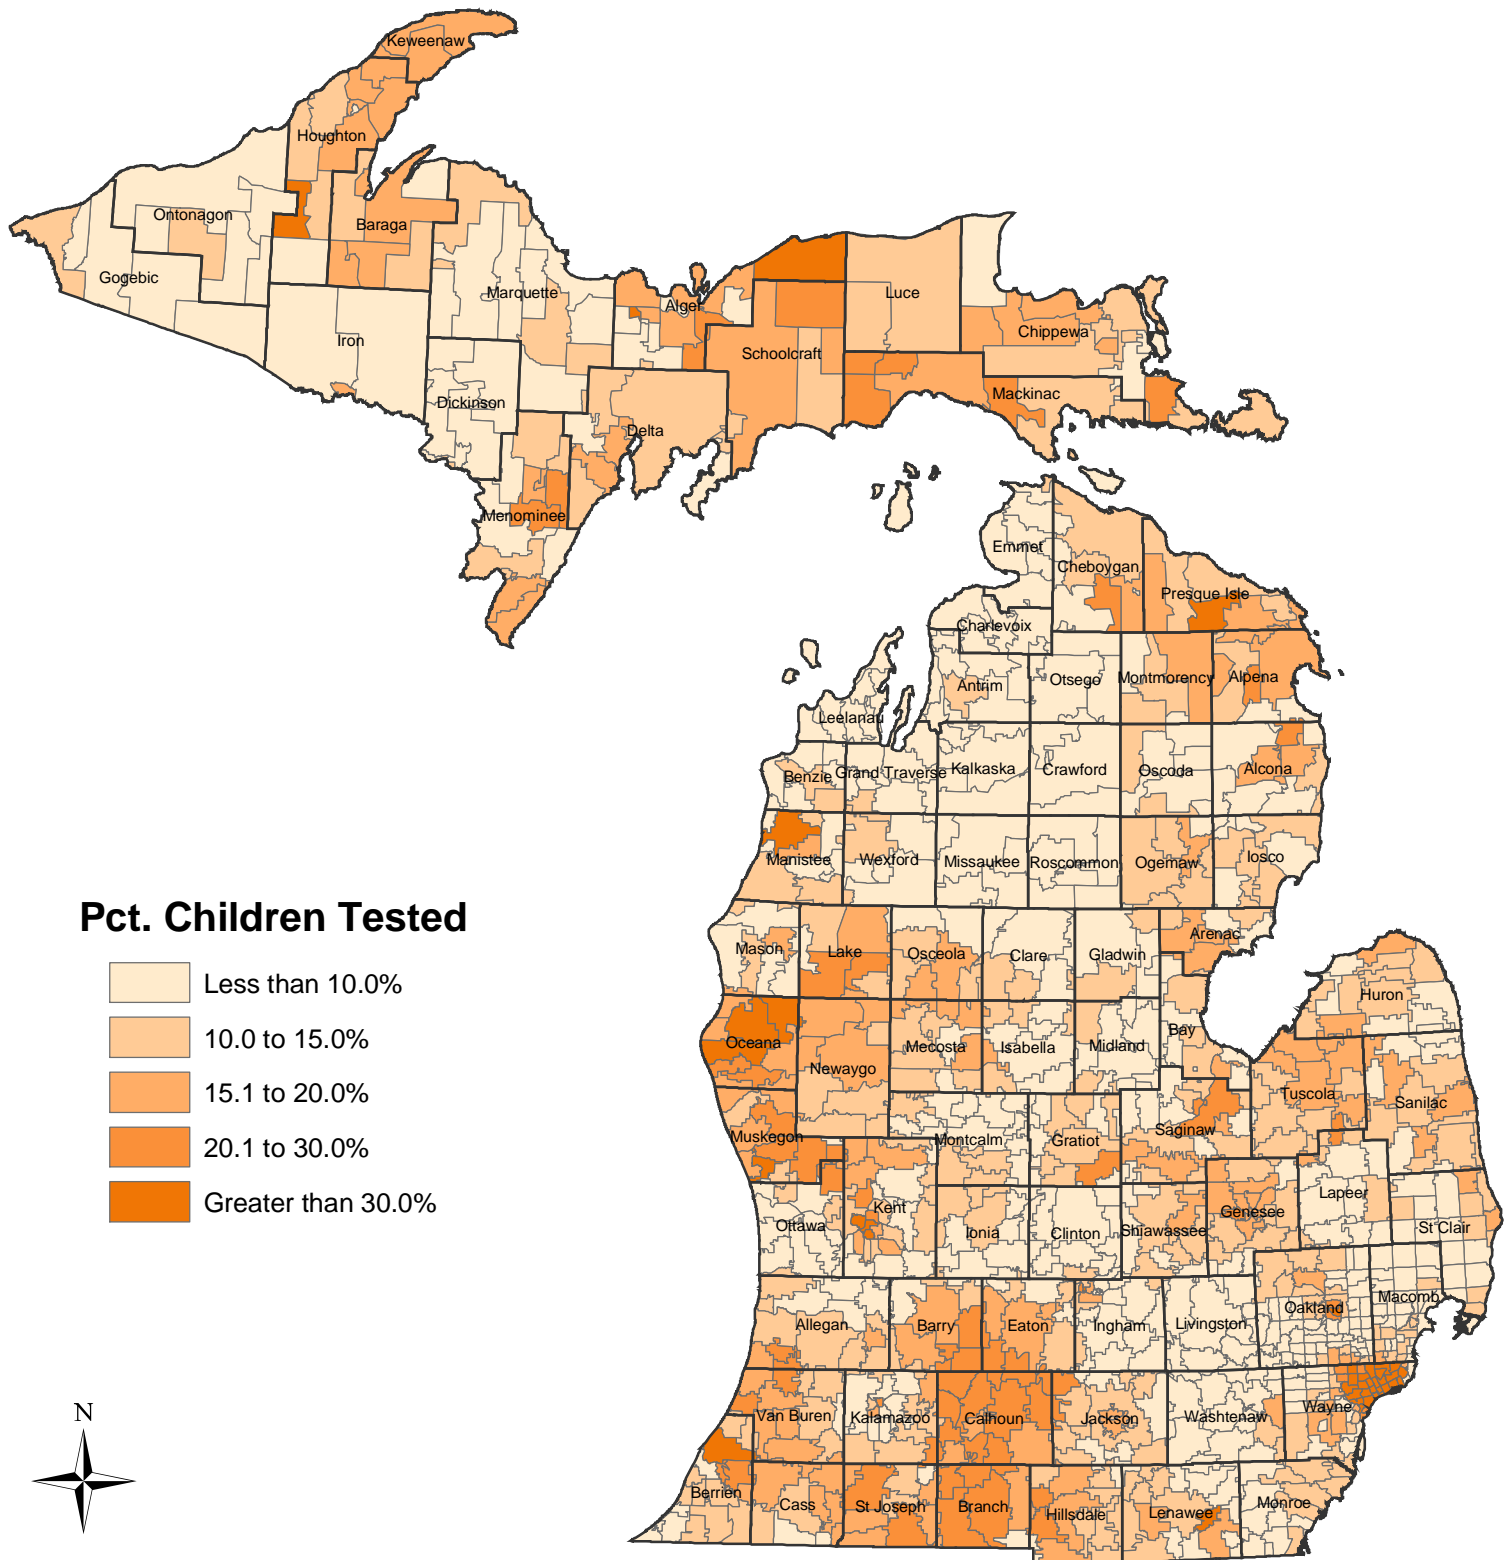 Keweenaw
Houghton
Ontonagon
Baraga
Gogebic
Marquette
Alger
Luce
Chippewa
Iron
Schoolcraft
Mackinac
Dickinson
Delta
Menominee
Emmet
Cheboygan
Presque Isle
Charlevoix
Antrim
Otsego
Montmorency
Alpena
Leelanau
Benzie
Grand Traverse
Kalkaska
Crawford
Oscoda
Alcona
Manistee
Wexford
Missaukee
Roscommon
Ogemaw
Iosco
Pct. Children Tested
Less than 10.0%
10.0 to 15.0%
15.1 to 20.0%
20.1 to 30.0%
Greater than 30.0%
Mason
Lake
Osceola
Clare
Gladwin
Arenac
Huron
Oceana
Newaygo
Mecosta
Isabella
Midland
Bay
Tuscola
Sanilac
Muskegon
Montcalm
Gratiot
Saginaw
Lapeer
Ottawa
Kent
Ionia
Clinton
Shiawassee
Genesee
St Clair
Allegan
Barry
Eaton
Ingham
Livingston
Oakland
Macomb
Van Buren
Kalamazoo
Calhoun
Jackson
Washtenaw
Wayne
Berrien
Cass
St Joseph
Branch
Hillsdale
Lenawee
Monroe
N